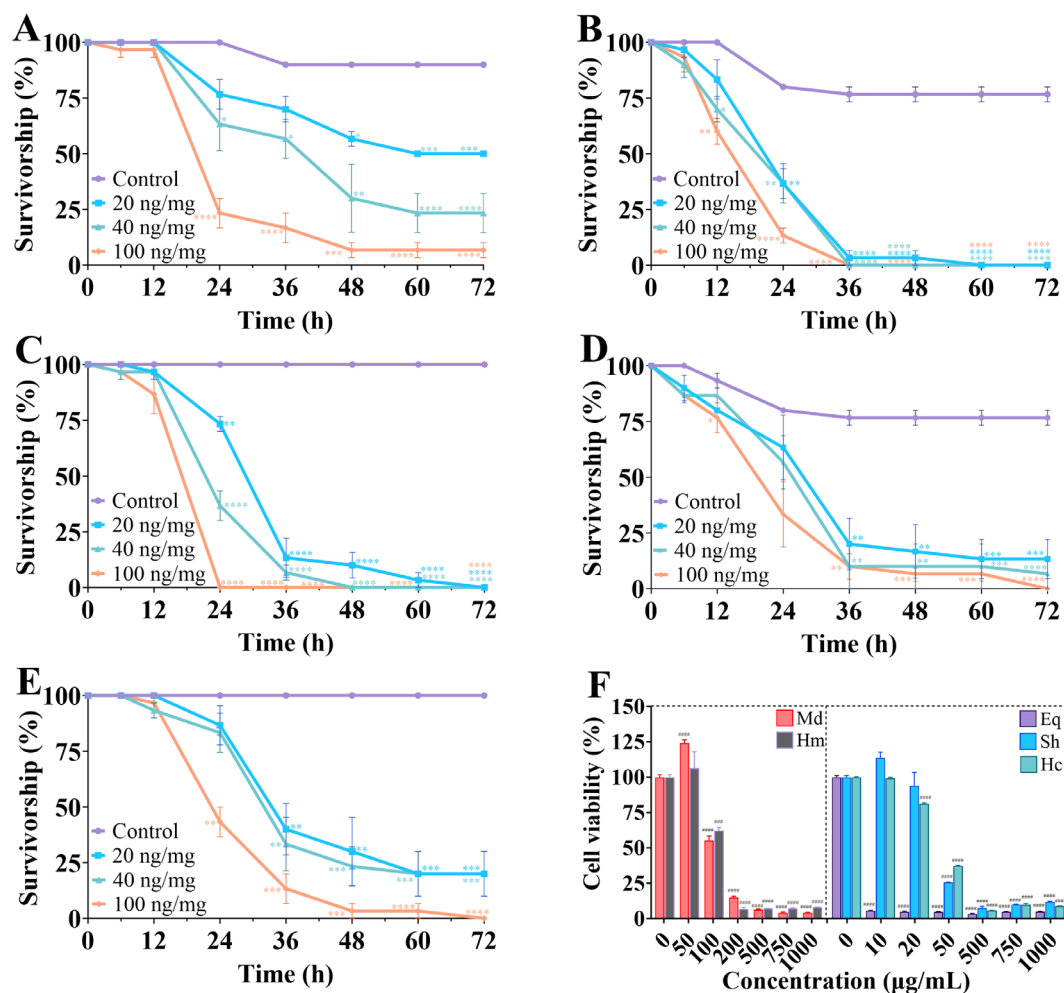 A
Survivorship (%)
100
75
50
25
0
Control
20 ng/mg
40 ng/mg
100 ng/mg
0 12 24 36 48 60 72
Time (h)
B
Survivorship (%)
100
75
50
25
0
Control
20 ng/mg
40 ng/mg
100 ng/mg
0 12 24 36 48 60 72
Time (h)
C
Survivorship (%)
100
75
50
25
0
Control
20 ng/mg
40 ng/mg
100 ng/mg
0 12 24 36 48 60 72
Time (h)
D
Survivorship (%)
100
75
50
25
0
Control
20 ng/mg
40 ng/mg
100 ng/mg
0 12 24 36 48 60 72
Time (h)
E
Survivorship (%)
100
75
50
25
0
Control
20 ng/mg
40 ng/mg
100 ng/mg
0 12 24 36 48 60 72
Time (h)
F
Cell viability (%)
150
125
100
75
50
25
0
Md
Hm
Eq
Sh
Hc
0 50 100 200 500 750 1000 0 10 20 50 500 750 1000
Concentration (μg/mL)